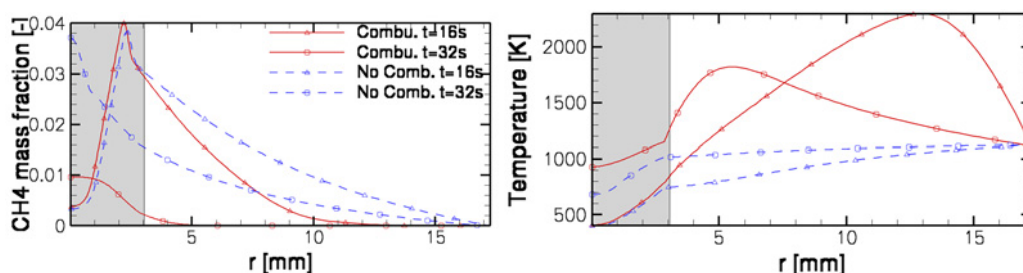 CH4 mass fraction [-]
0.04
0.03
0.02
0.01
0
5
10
15
r [mm]
Combu. t=16s
Combu. t=32s
No Comb. t=16s
No Comb. t=32s
Temperature [K]
2000
1500
1000
500
5
10
15
r [mm]